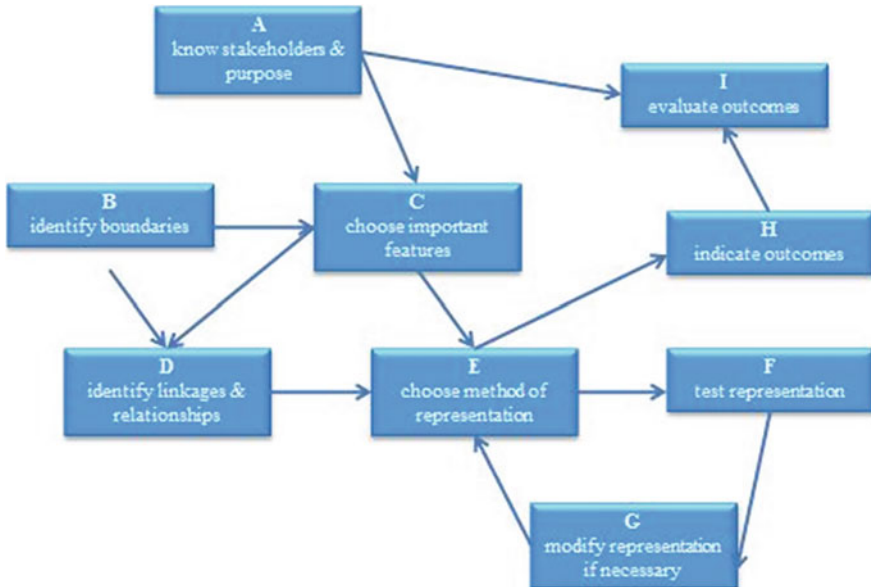 A
know stakeholders &
purpose
I
evaluate outcomes
B
identify boundaries
C
choose important
features
H
indicate outcomes
D
identify linkages &
relationships
E
choose method of
representation
F
test representation
G
modify representation
if necessary